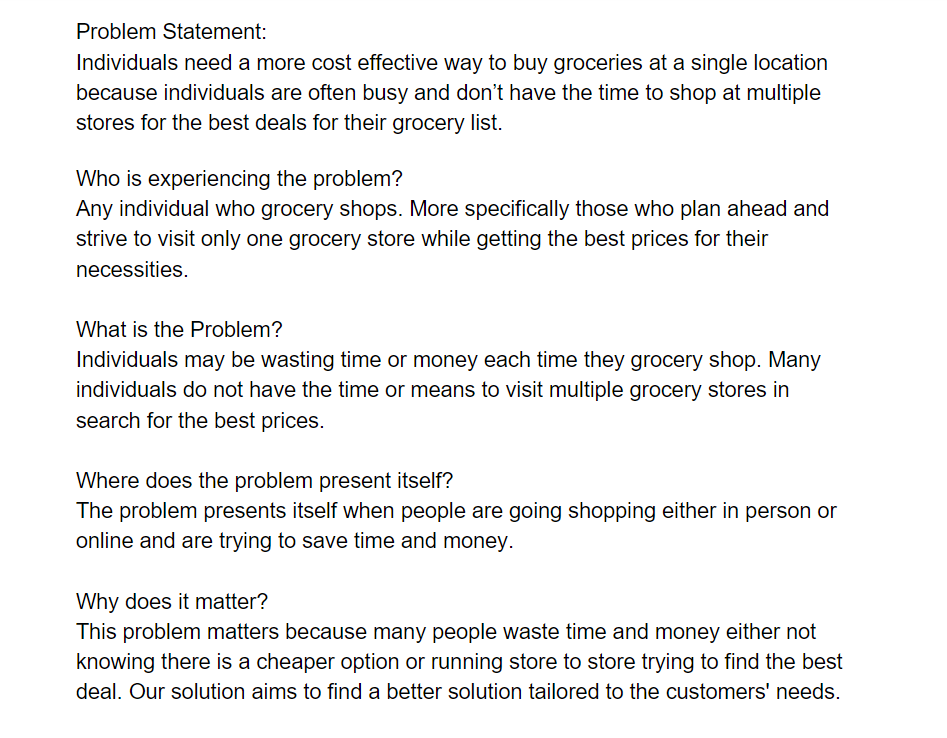 Problem Statement:
Individuals need a more cost effective way to buy groceries at a single location
because individuals are often busy and don’t have the time to shop at multiple
stores for the best deals for their grocery list.
Who is experiencing the problem?
Any individual who grocery shops. More specifically those who plan ahead and
strive to visit only one grocery store while getting the best prices for their
necessities.
What is the Problem?
Individuals may be wasting time or money each time they grocery shop. Many
individuals do not have the time or means to visit multiple grocery stores in
search for the best prices.
Where does the problem present itself?
The problem presents itself when people are going shopping either in person or
online and are trying to save time and money.
Why does it matter?
This problem matters because many people waste time and money either not
knowing there is a cheaper option or running store to store trying to find the best
deal. Our solution aims to find a better solution tailored to the customers' needs.